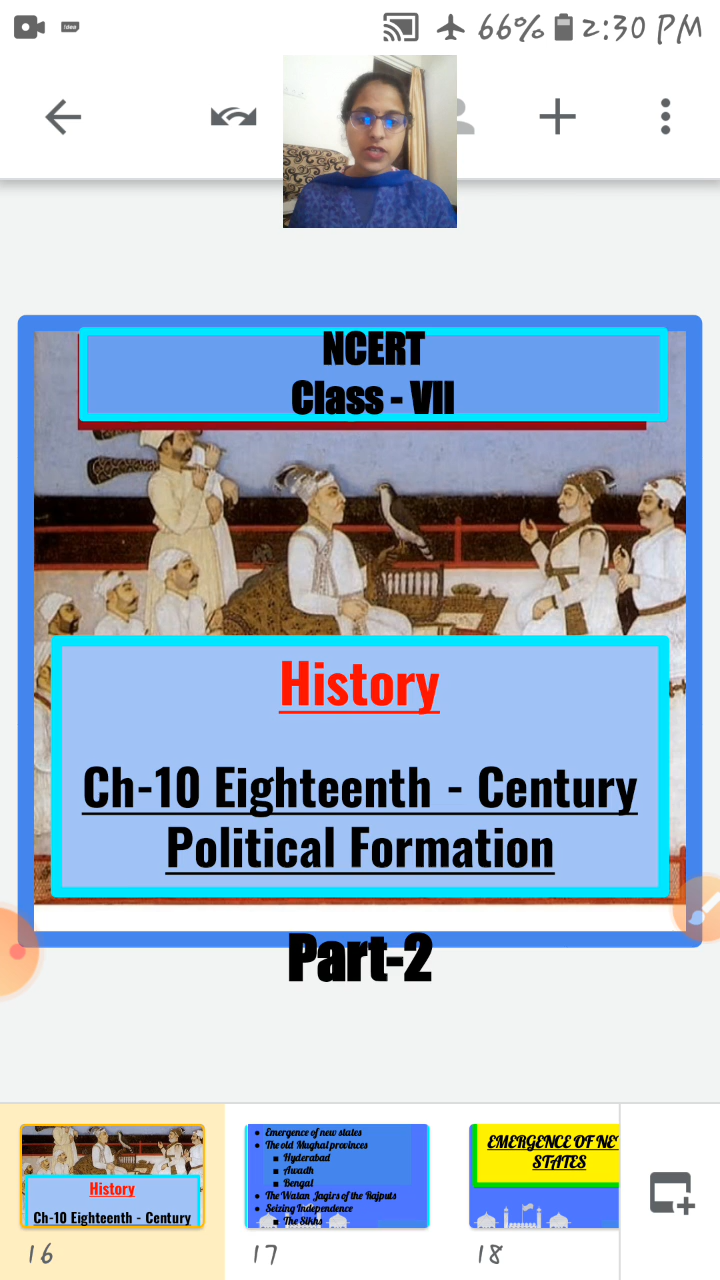 idea
66% 2:30 PM
NCERT
Class - VII
History
Ch-10 Eighteenth - Century
Political Formation
Part-2
History
Ch-10 Eighteenth - Century
16
Emergence of new states
The old Mughal provinces
Hyderabad
Awadh
Bengal
The Watan Jagirs of the Rajputs
Seizing Independence
The Sikhs
17
EMERGENCE OF NE
STATES
18